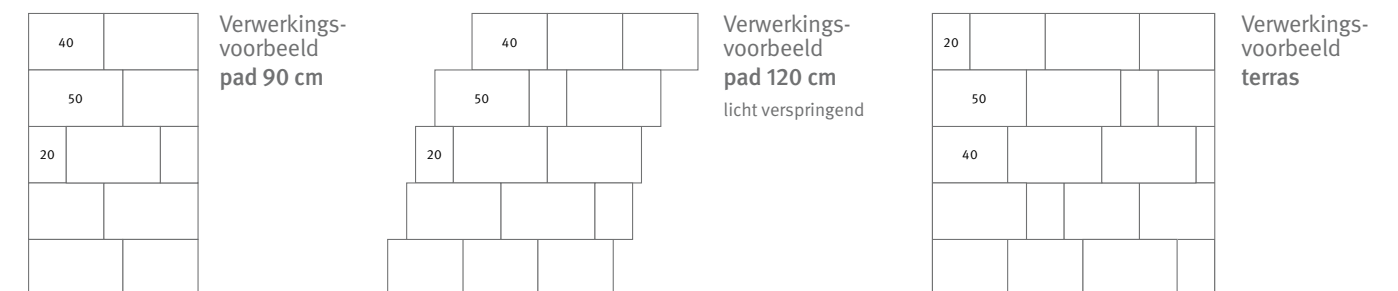 40
50
20
Verwerkings-
voorbeeld
pad 90 cm
40
50
20
Verwerkings-
voorbeeld
pad 120 cm
licht verspringend
20
50
40
Verwerkings-
voorbeeld
terras